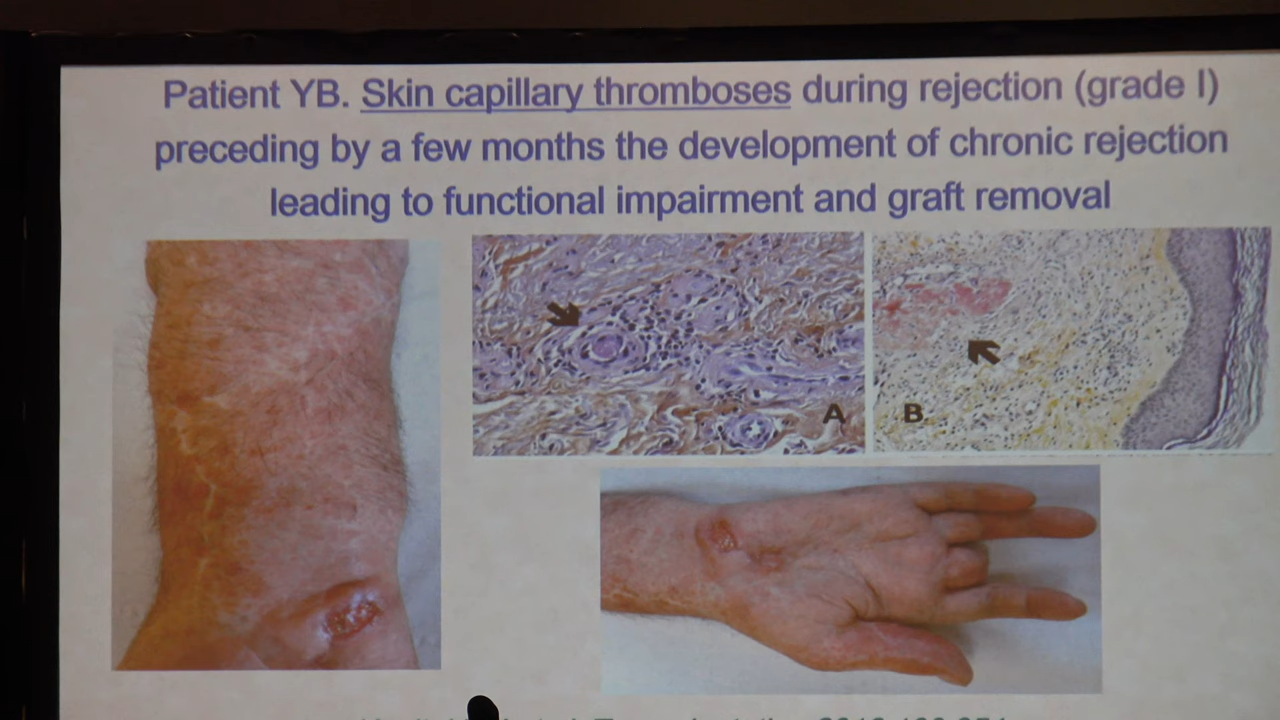 Patient YB. Skin capillary thromboses during rejection (grade I)
preceding by a few months the development of chronic rejection
leading to functional impairment and graft removal
A
B